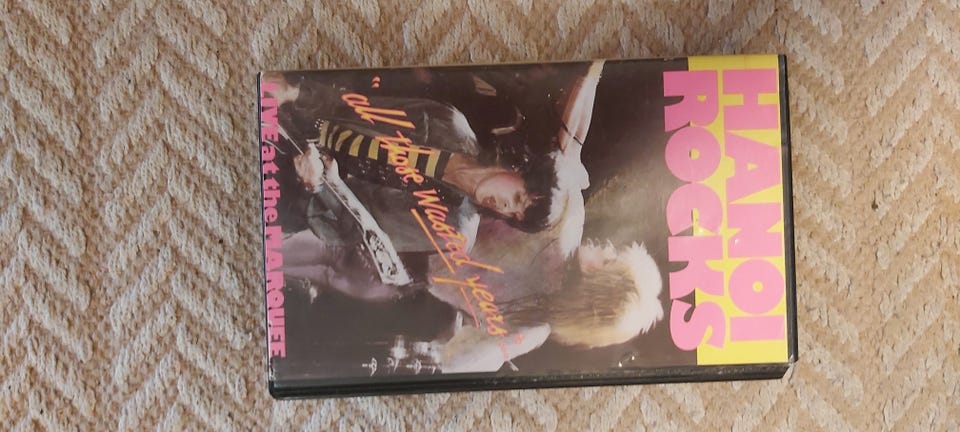 HANOI
ROCKS
"all those wasted years"...
LIVE at the MARQUEE